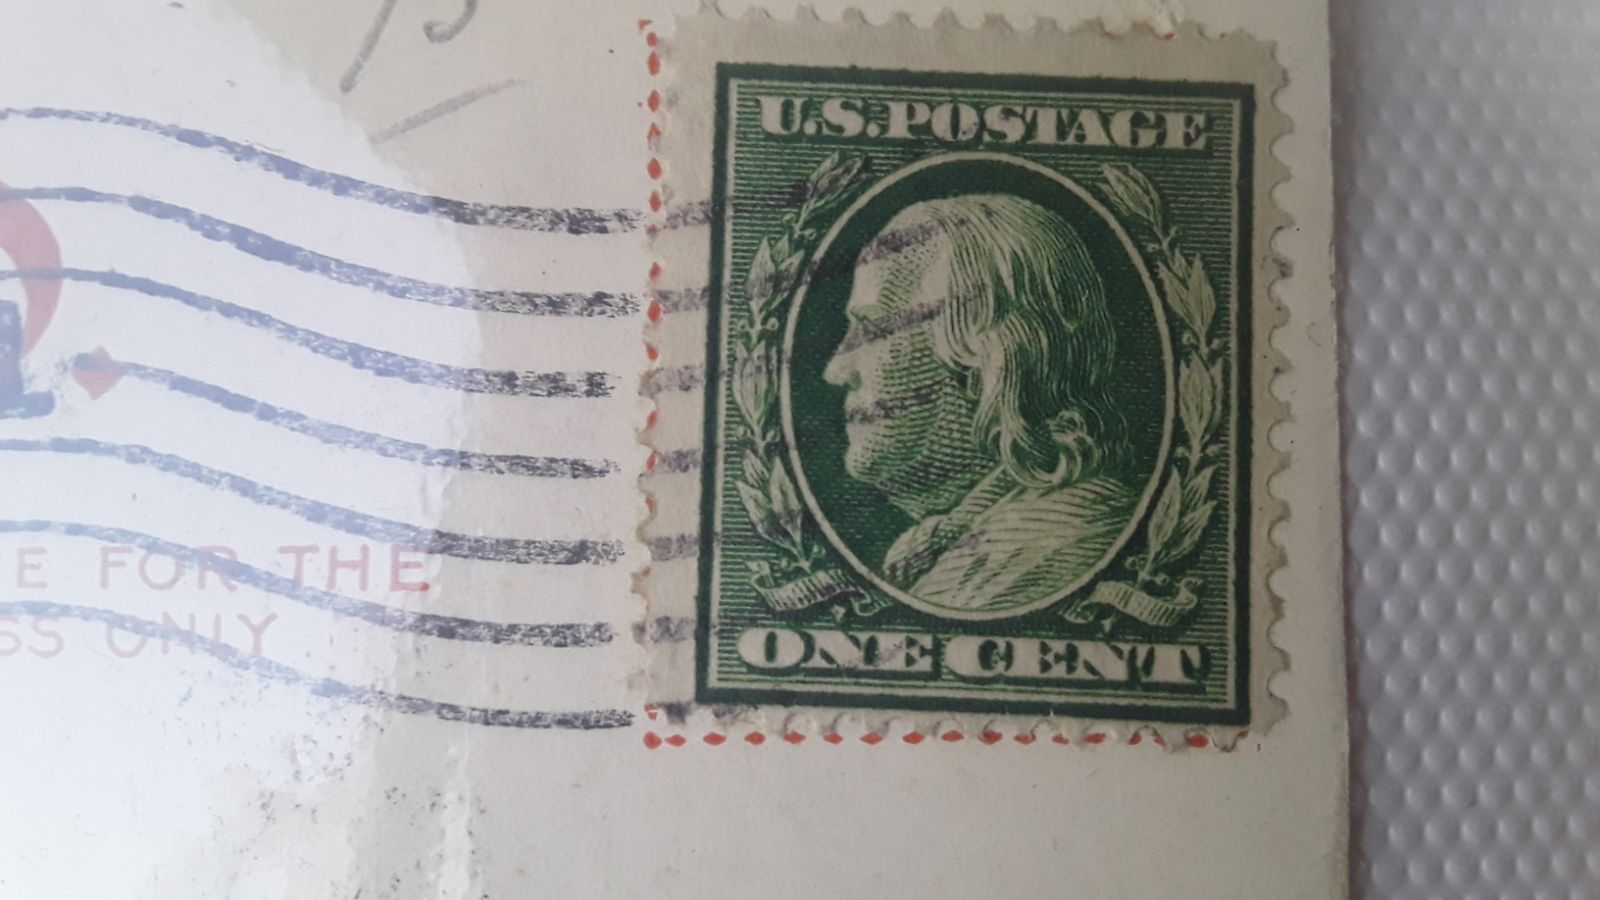 U.S. POSTAGE
E FOR THE
SS ONLY
ONE CENT